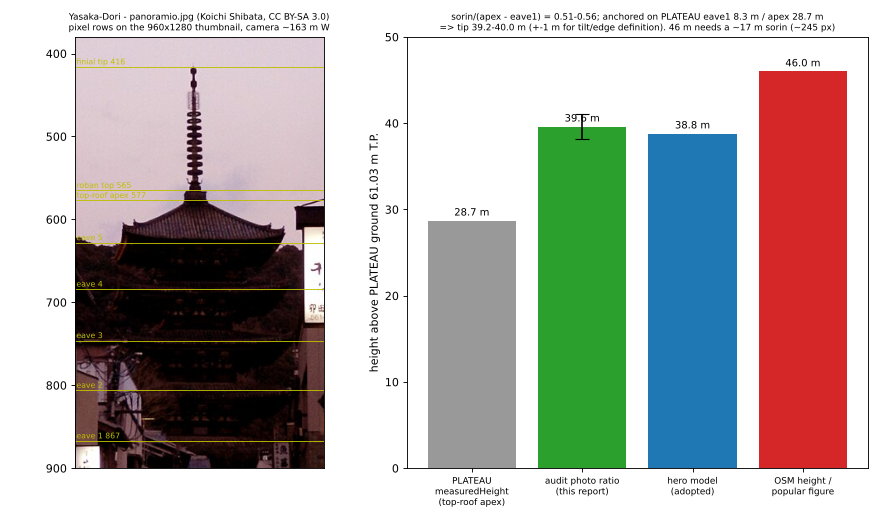 Yasaka-Dori - panoramio.jpg (Koichi Shibata, CC BY-SA 3.0)
pixel rows on the 960x1280 thumbnail, camera ~163 m W
400
500
600
700
800
900
finial tip 416
roban top 565
top-roof apex 577
eave 4
eave 3
eave 2
eave 1 867
sorin/(apex - eave1) = 0.51-0.56; anchored on PLATEAU eave1 8.3 m / apex 28.7 m
=> tip 39.2-40.0 m (+-1 m for tilt/edge definition). 46 m needs a ~17 m sorin (~245 px)
height above PLATEAU ground 61.03 m T.P.
50
40
30
20
10
0
28.7 m
39.6 m
38.8 m
46.0 m
PLATEAU
measuredHeight
(top-roof apex)
audit photo ratio
(this report)
hero model
(adopted)
OSM height /
popular figure